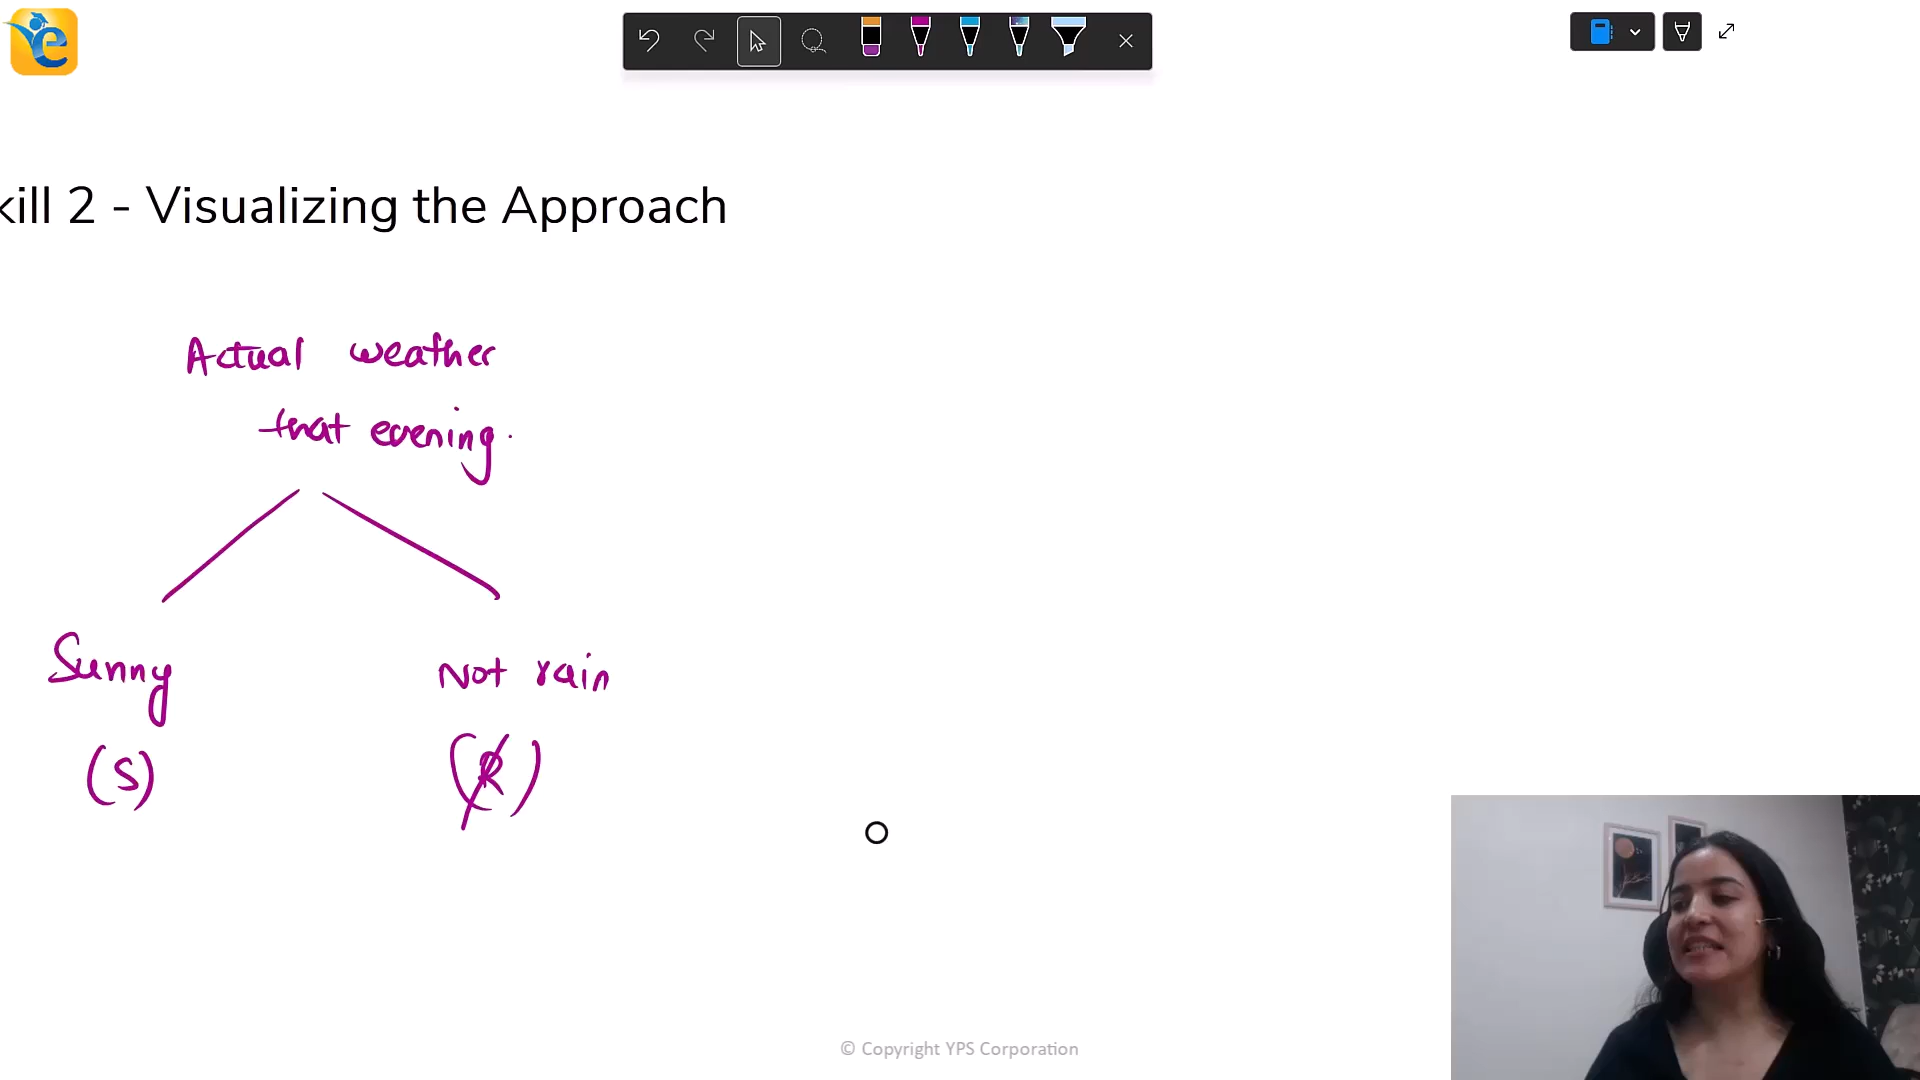 e
kill 2 - Visualizing the Approach
Actual weather
that evening.
Sunny
Not rain
(S)
(R)
© Copyright YPS Corporation